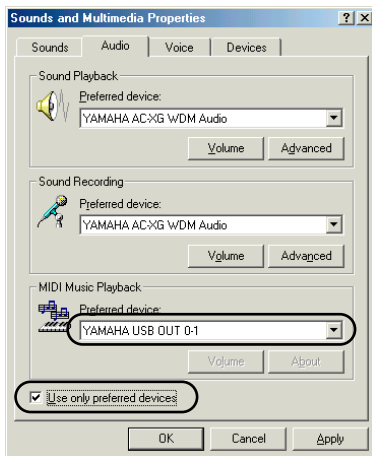 Sounds and Multimedia Properties
Sounds Audio Voice Devices
Sound Playback
Preferred device:
YAMAHA AC-XG WDM Audio
Volume Advanced
Sound Recording
Preferred device:
YAMAHA AC-XG WDM Audio
Volume Advanced
MIDI Music Playback
Preferred device:
YAMAHA USB OUT 0-1
Volume About
Use only preferred devices
OK Cancel Apply